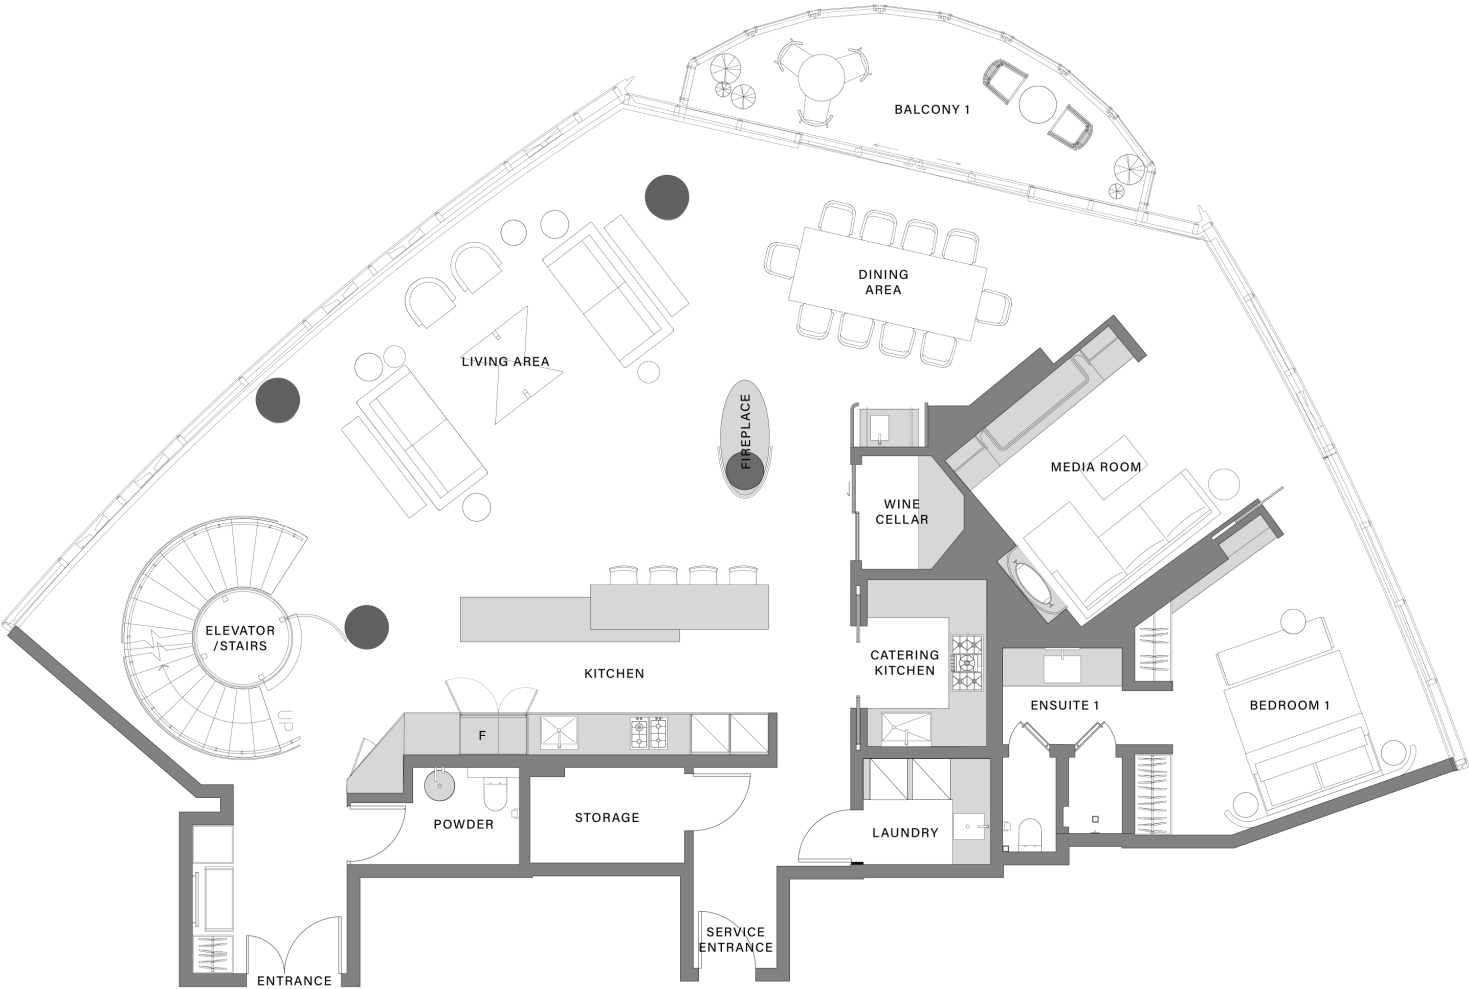 BALCONY 1
DINING
AREA
LIVING AREA
FIREPLACE
MEDIA ROOM
WINE
CELLAR
ELEVATOR
/STAIRS
UP
CATERING
KITCHEN
KITCHEN
ENSUITE 1
BEDROOM 1
F
POWDER
STORAGE
LAUNDRY
SERVICE
ENTRANCE
ENTRANCE